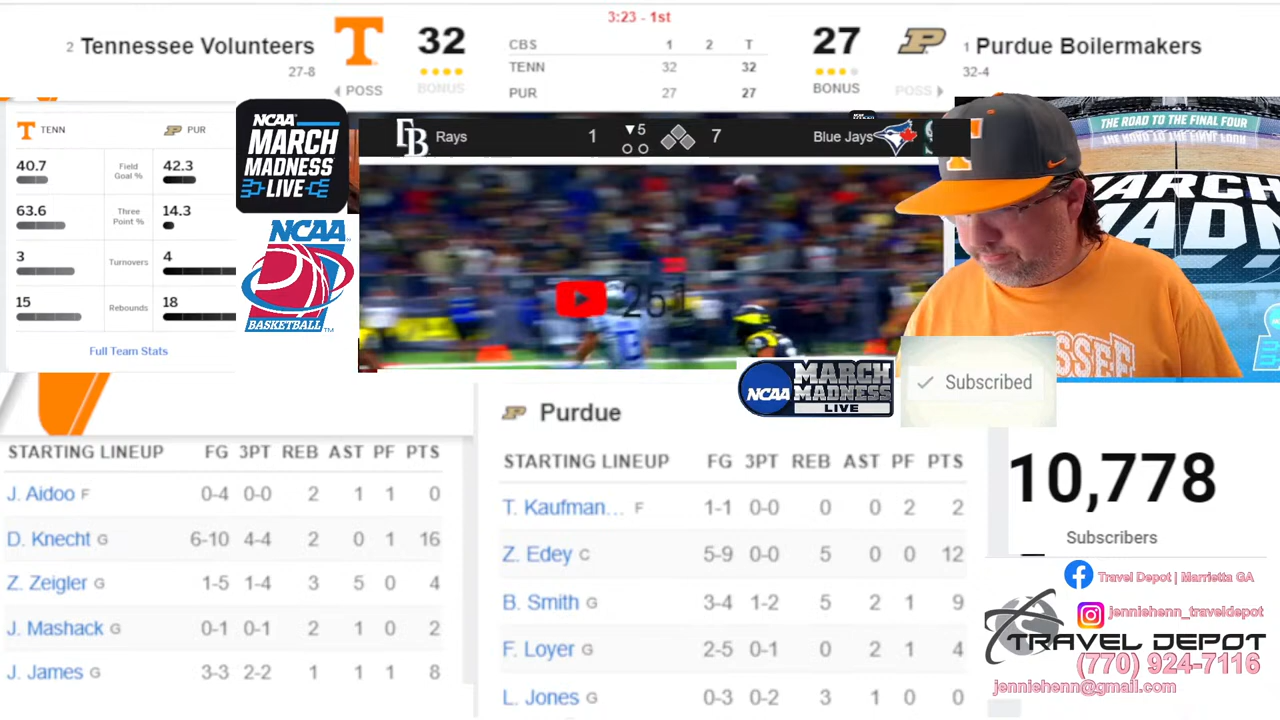 3:23 - 1st
2 Tennessee Volunteers
27-8
T
POSS
32
BONUS
CBS 1 2 T
TENN 32 32
PUR 27 27
27
BONUS
P
POSS
1 Purdue Boilermakers
32-4
T TENN P PUR
40.7 Field Goal % 42.3
63.6 Three Point % 14.3
3 Turnovers 4
15 Rebounds 18
Full Team Stats
NCAA
MARCH
MADNESS
LIVE
NCAA
BASKETBALL™
TB Rays 1 ▼5 7 Blue Jays
251
THE ROAD TO THE FINAL FOUR
NCAA MARCH
MADNESS
LIVE
Subscribed
10,778
Subscribers
STARTING LINEUP FG 3PT REB AST PF PTS
J. Aidoo F 0-4 0-0 2 1 1 0
D. Knecht G 6-10 4-4 2 0 1 16
Z. Zeigler G 1-5 1-4 3 5 0 4
J. Mashack G 0-1 0-1 2 1 0 2
J. James G 3-3 2-2 1 1 1 8
P Purdue
STARTING LINEUP FG 3PT REB AST PF PTS
T. Kaufman... F 1-1 0-0 0 0 2 2
Z. Edey C 5-9 0-0 5 0 0 12
B. Smith G 3-4 1-2 5 2 1 9
F. Loyer G 2-5 0-1 0 2 1 4
L. Jones G 0-3 0-2 3 1 0 0
Travel Depot | Marrietta GA
jenniehenn_traveldepot
TRAVEL DEPOT
(770) 924-7116
jenniehenn@gmail.com